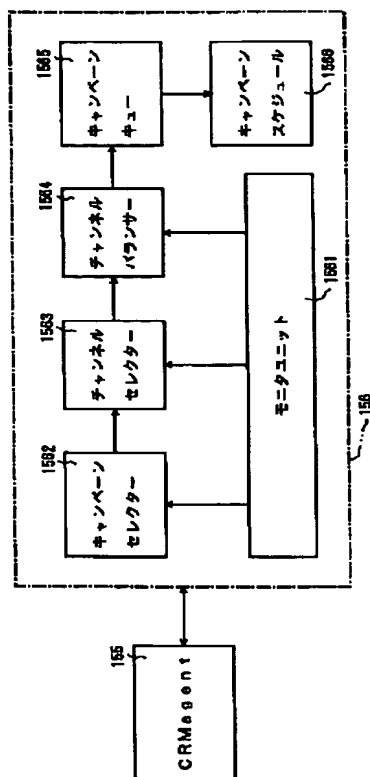 155
CRMagent
156
1562
キャンペーン
セレクター
1563
チャンネル
セレクター
1564
チャンネル
バランサー
1565
キャンペーン
キュー
1566
キャンペーン
スケジュール
1561
モニタユニット